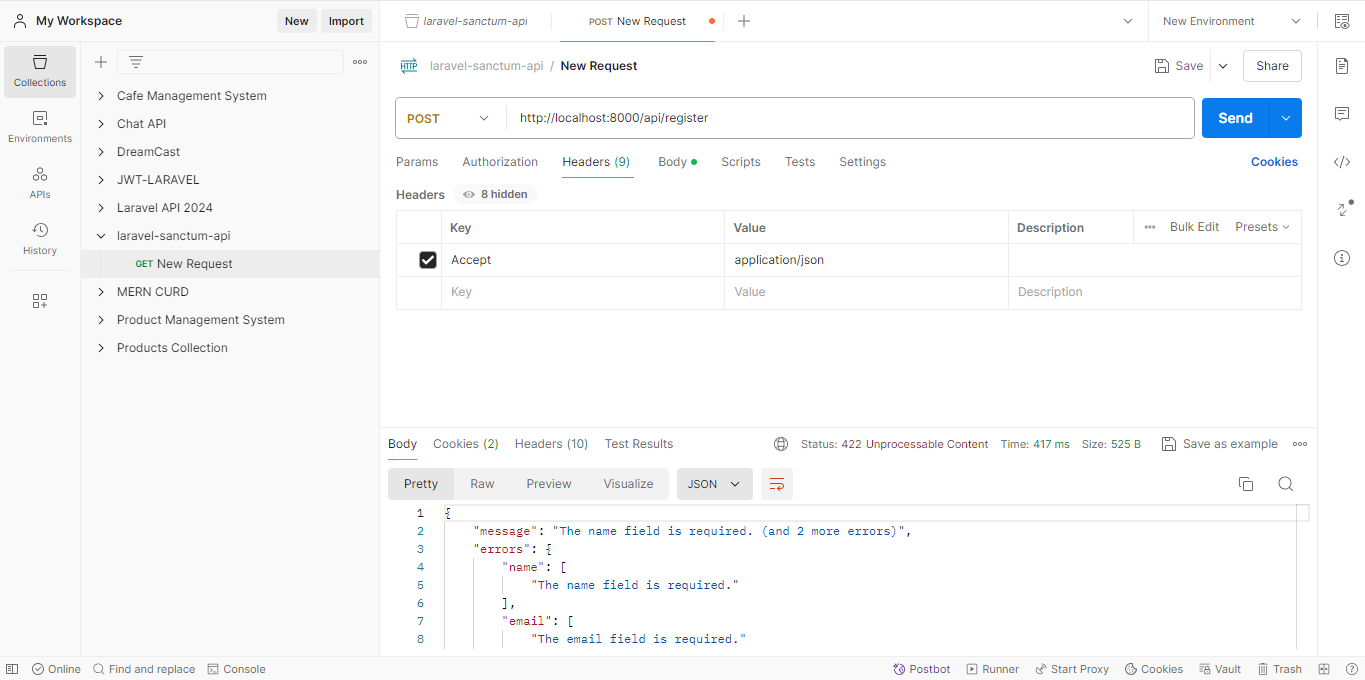 My Workspace
New
Import
laravel-sanctum-api
POST New Request
New Environment
Collections
Environments
APIs
History
Cafe Management System
Chat API
DreamCast
JWT-LARAVEL
Laravel API 2024
laravel-sanctum-api
GET New Request
MERN CURD
Product Management System
Products Collection
HTTP laravel-sanctum-api / New Request
Save
Share
POST
http://localhost:8000/api/register
Send
Params Authorization Headers (9) Body Scripts Tests Settings Cookies
Headers 8 hidden
Key Value Description Bulk Edit Presets
Accept application/json
Key Value Description
Body Cookies (2) Headers (10) Test Results Status: 422 Unprocessable Content Time: 417 ms Size: 525 B Save as example
Pretty Raw Preview Visualize JSON
1 {
2 "message": "The name field is required. (and 2 more errors)",
3 "errors": {
4 "name": [
5 "The name field is required."
6 ],
7 "email": [
8 "The email field is required."
Online Find and replace Console Postbot Runner Start Proxy Cookies Vault Trash